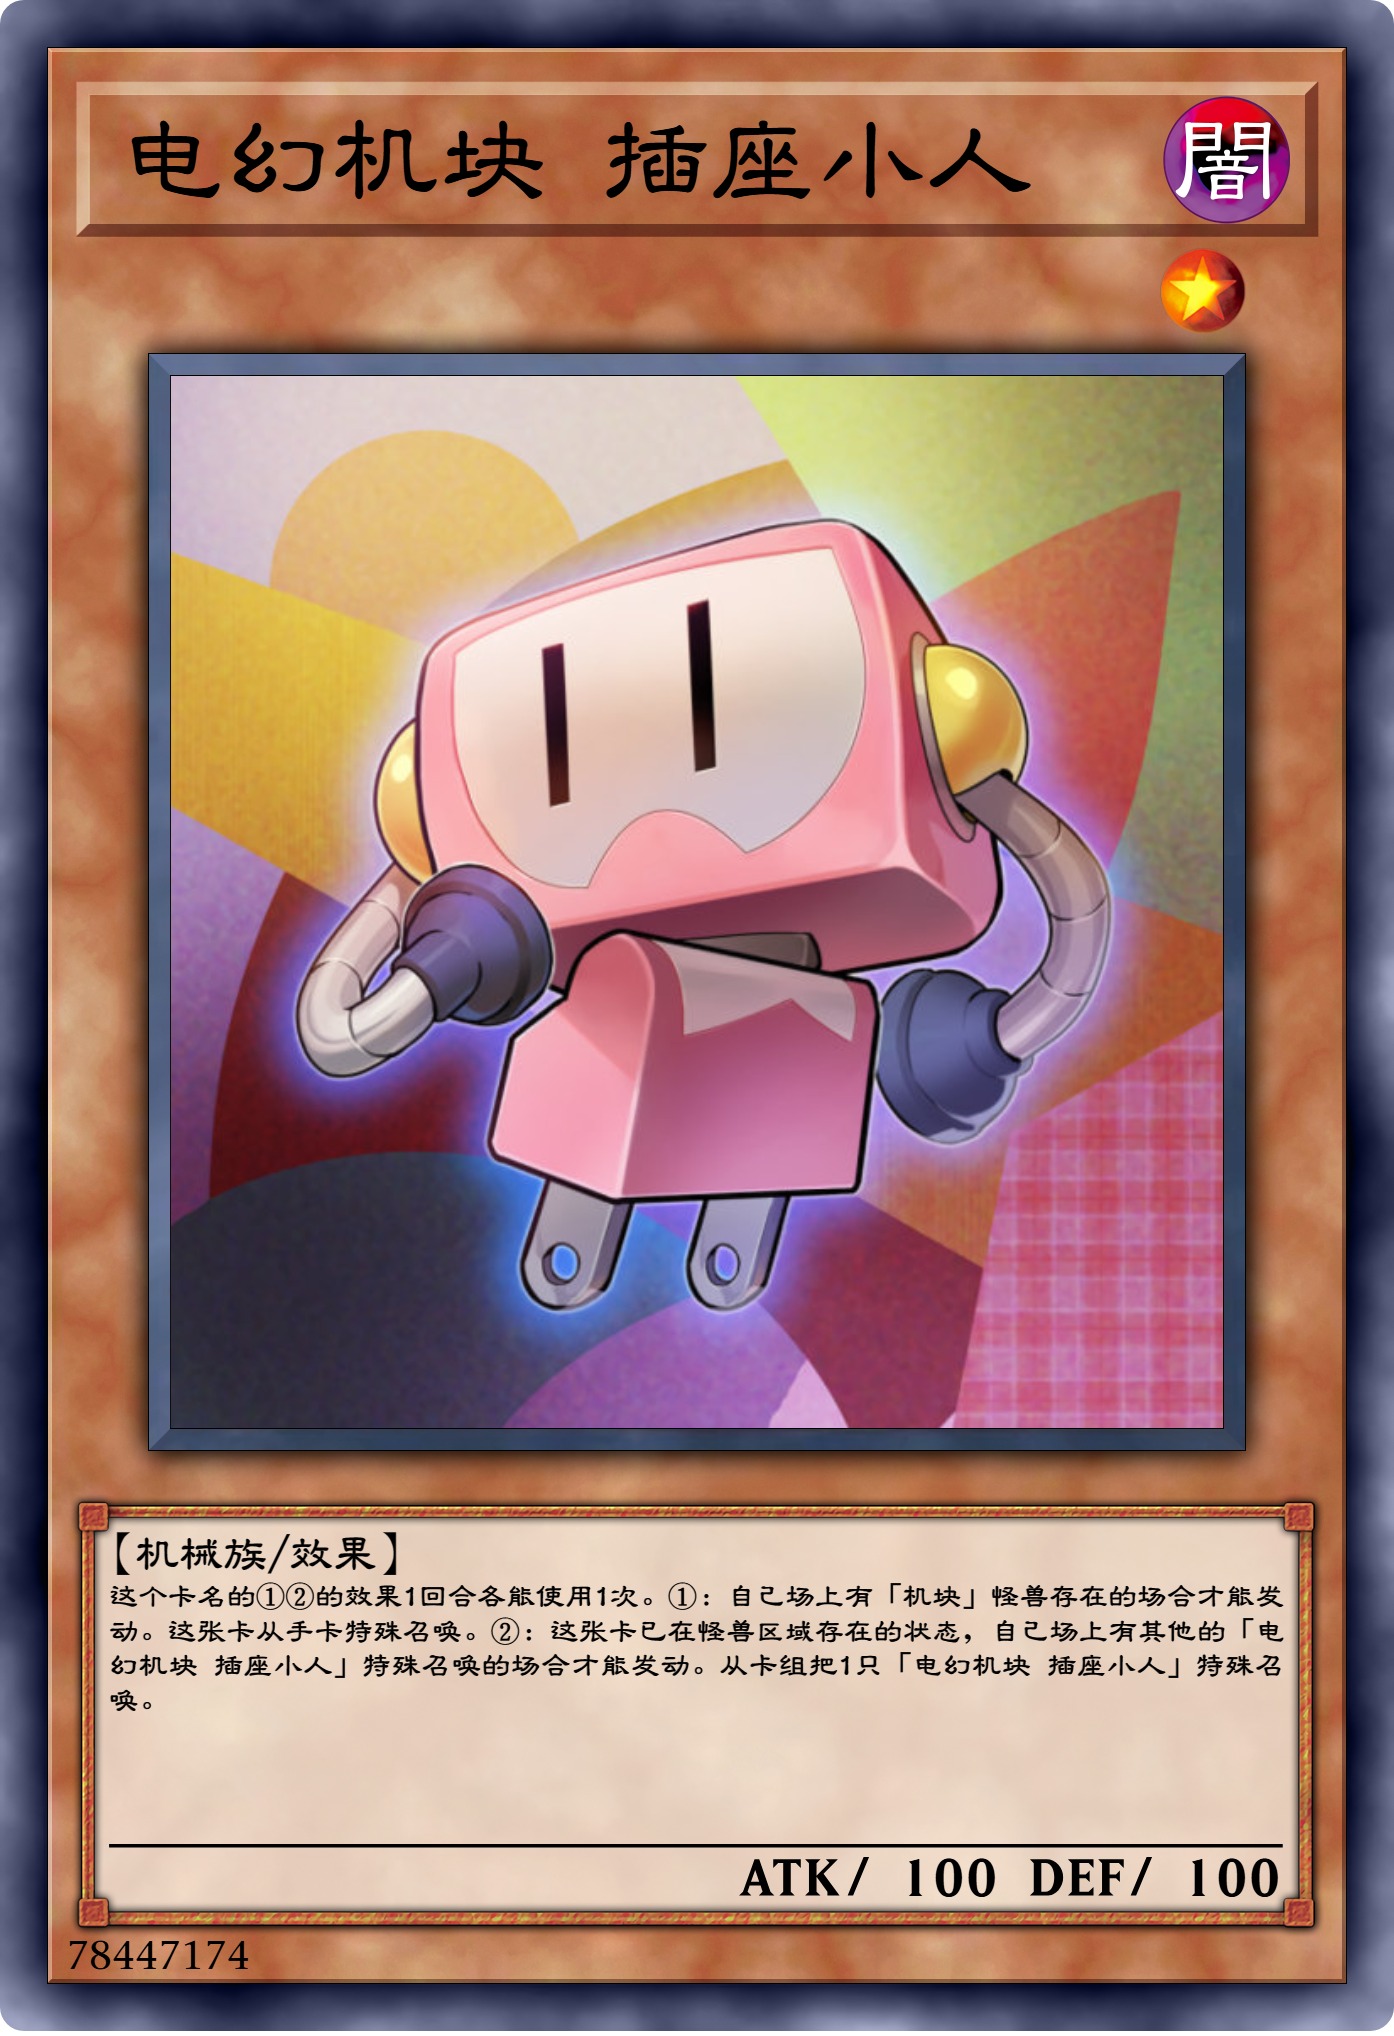 电幻机块 插座小人
闇
【机械族/效果】
这个卡名的①②的效果1回合各能使用1次。①：自己场上有「机块」怪兽存在的场合才能发
动。这张卡从手卡特殊召唤。②：这张卡已在怪兽区域存在的状态，自己场上有其他的「电
幻机块 插座小人」特殊召唤的场合才能发动。从卡组把1只「电幻机块 插座小人」特殊召
唤。
ATK/ 100 DEF/ 100
78447174